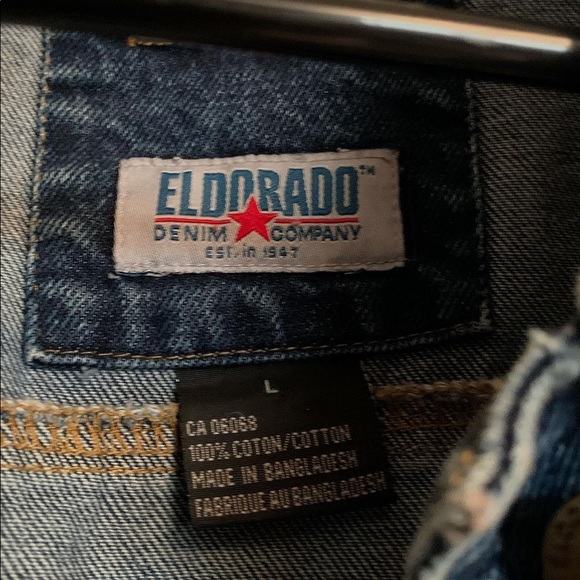 ELDORADO™
DENIM COMPANY
EST. in 1947
L
CA 06068
100% COTON/COTTON
MADE IN BANGLADESH
FABRIQUE AU BANGLADESH